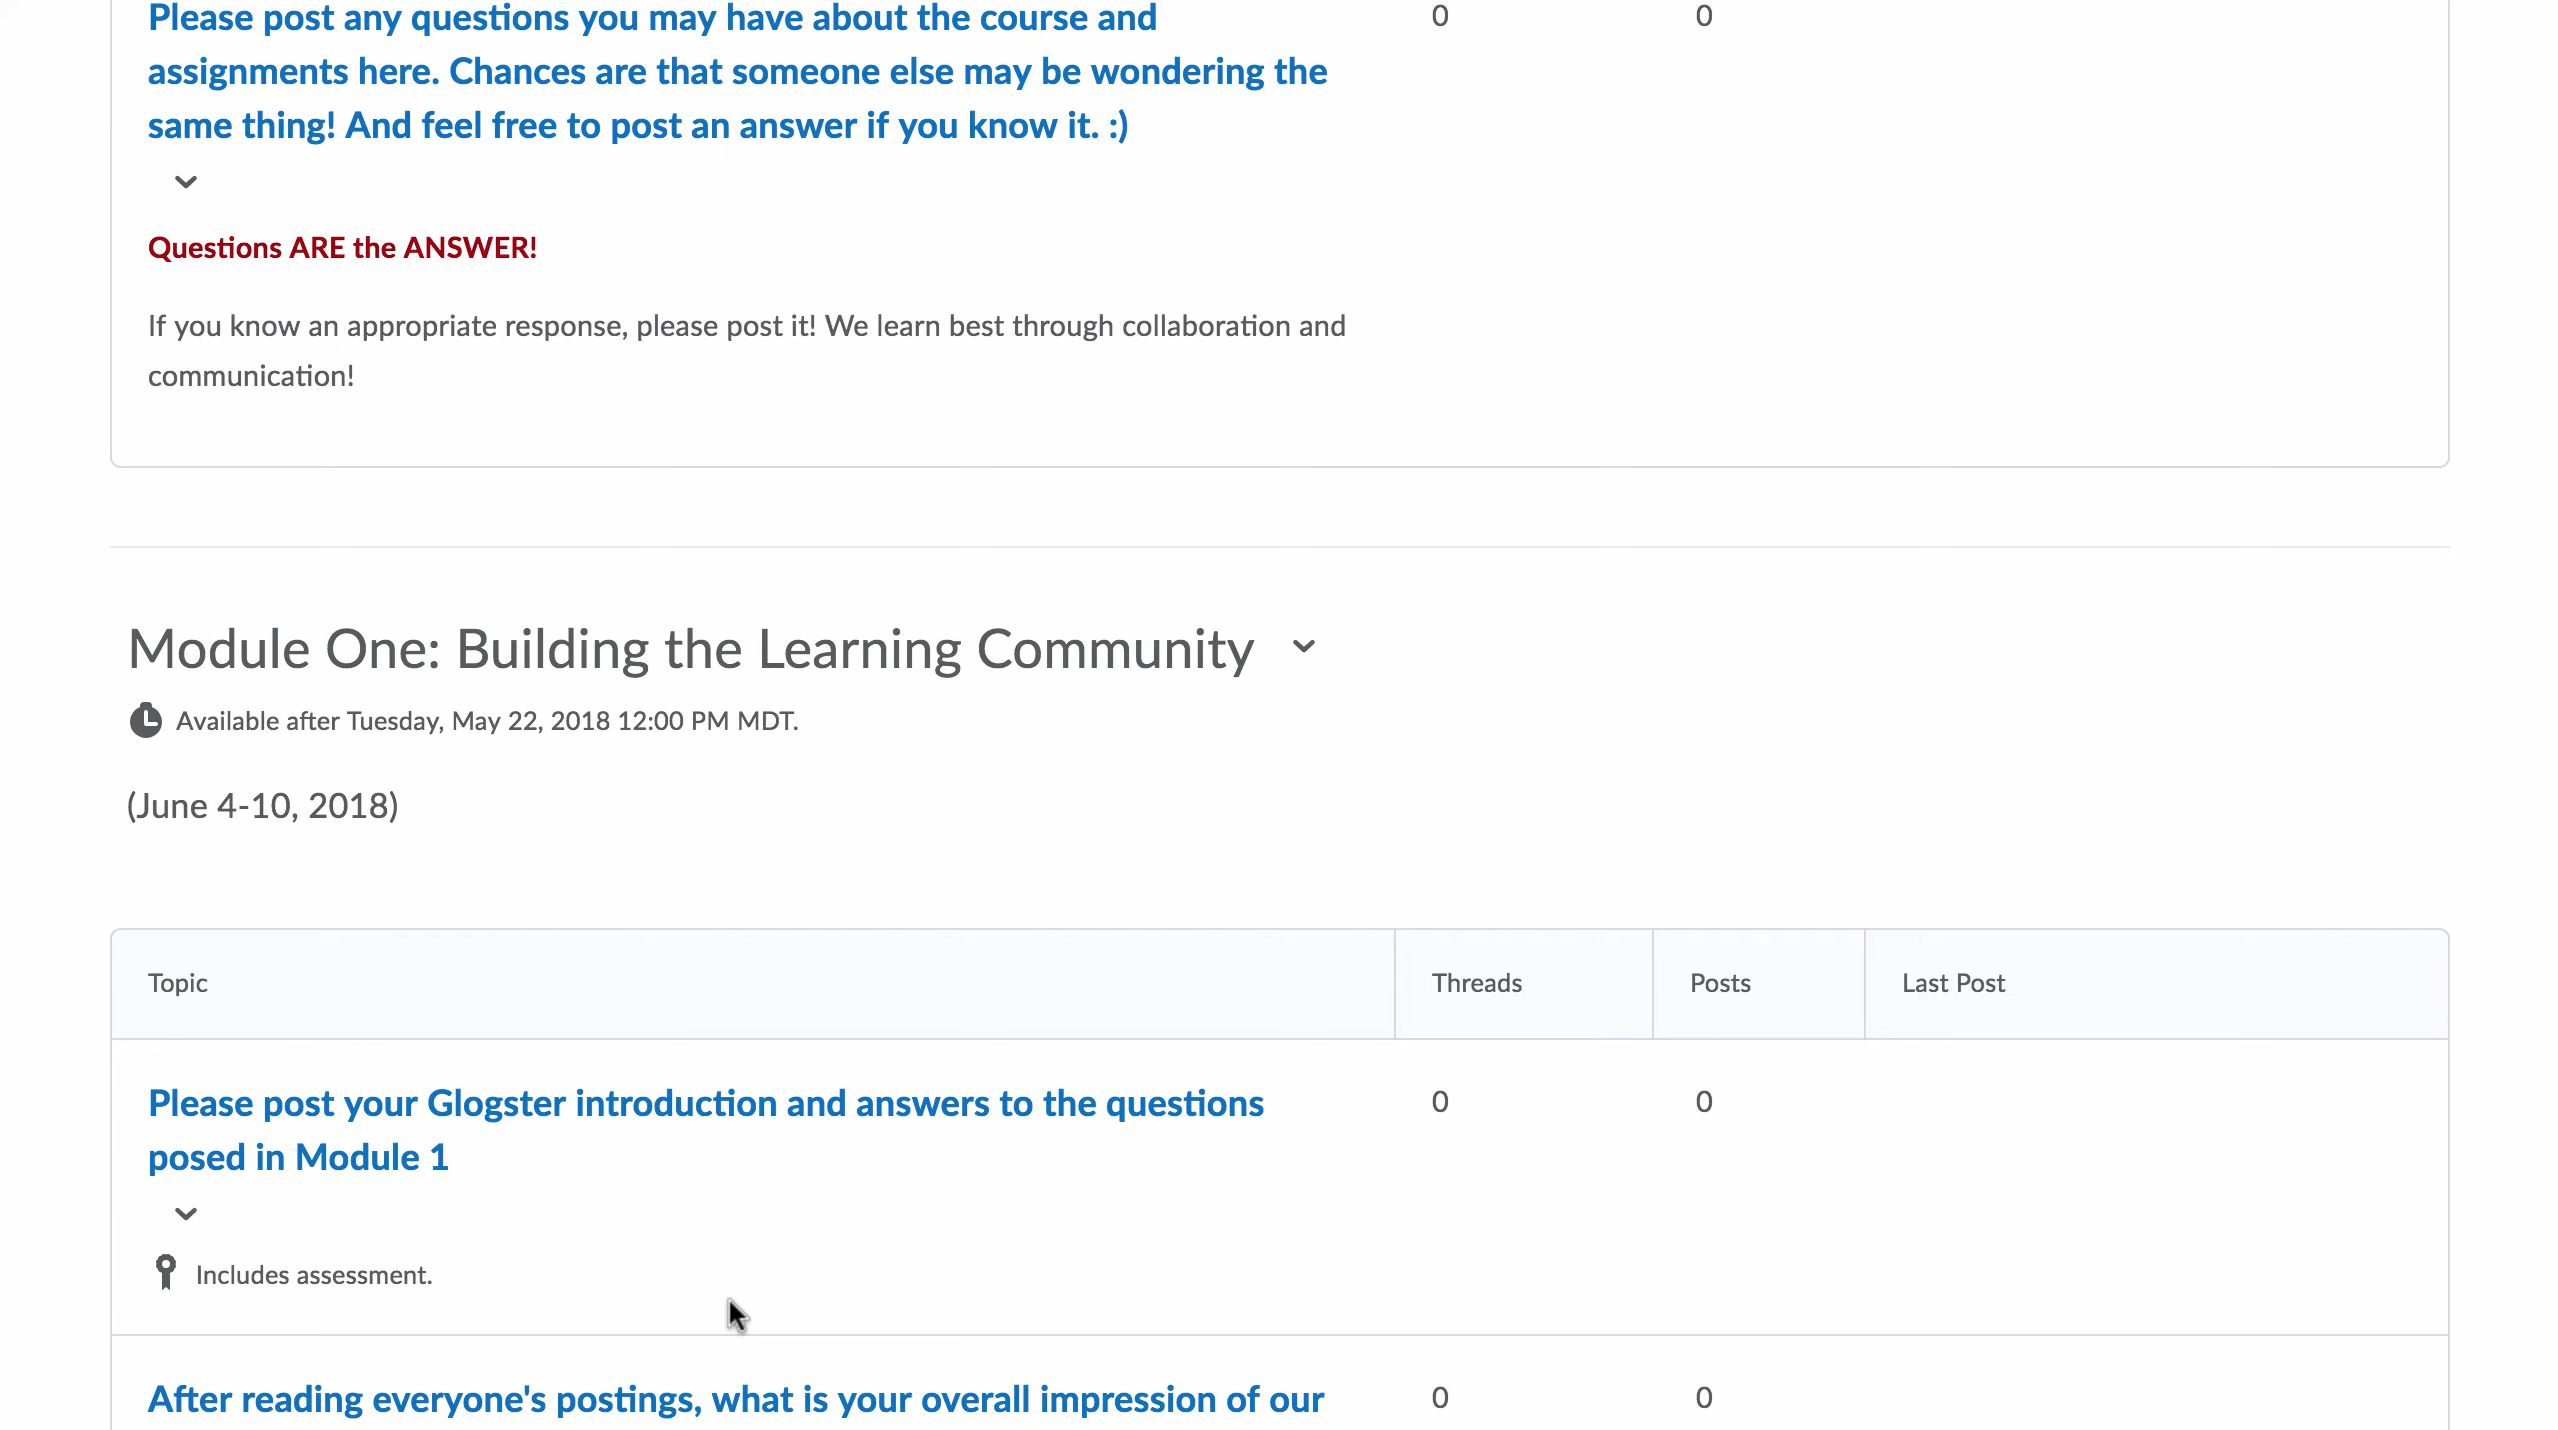 Please post any questions you may have about the course and 0 0
assignments here. Chances are that someone else may be wondering the
same thing! And feel free to post an answer if you know it. :)
Questions ARE the ANSWER!
If you know an appropriate response, please post it! We learn best through collaboration and
communication!
Module One: Building the Learning Community
Available after Tuesday, May 22, 2018 12:00 PM MDT.
(June 4-10, 2018)
Topic Threads Posts Last Post
Please post your Glogster introduction and answers to the questions 0 0
posed in Module 1
Includes assessment.
After reading everyone's postings, what is your overall impression of our 0 0